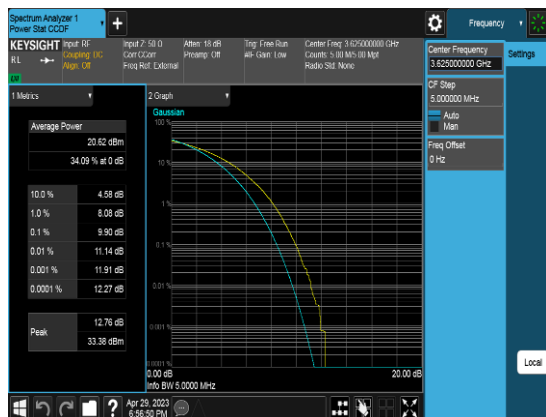 Spectrum Analyzer 1
Power Stat CCDF
Frequency
KEYSIGHT
RL
Input: RF
Coupling: DC
Align: Off
Input Z: 50 Ω
Corr CCorr
Freq Ref: External
Atten: 18 dB
Preamp: Off
Trig: Free Run
#IF Gain: Low
Center Freq: 3.625000000 GHz
Counts: 5.00 M/5.00 Mpt
Radio Std: None
Center Frequency
3.625000000 GHz
Settings
CF Step
5.000000 MHz
Auto
Man
Freq Offset
0 Hz
1 Metrics
Average Power
20.62 dBm
34.09 % at 0 dB
10.0 % 4.58 dB
1.0 % 8.08 dB
0.1 % 9.90 dB
0.01 % 11.14 dB
0.001 % 11.91 dB
0.0001 % 12.27 dB
Peak
12.76 dB
33.38 dBm
2 Graph
Gaussian
100 %
10 %
1 %
0.1 %
0.01 %
0.001 %
0.0001 %
0.00 dB
20.00 dB
Info BW 5.0000 MHz
Local
Apr 29, 2023
6:56:50 PM